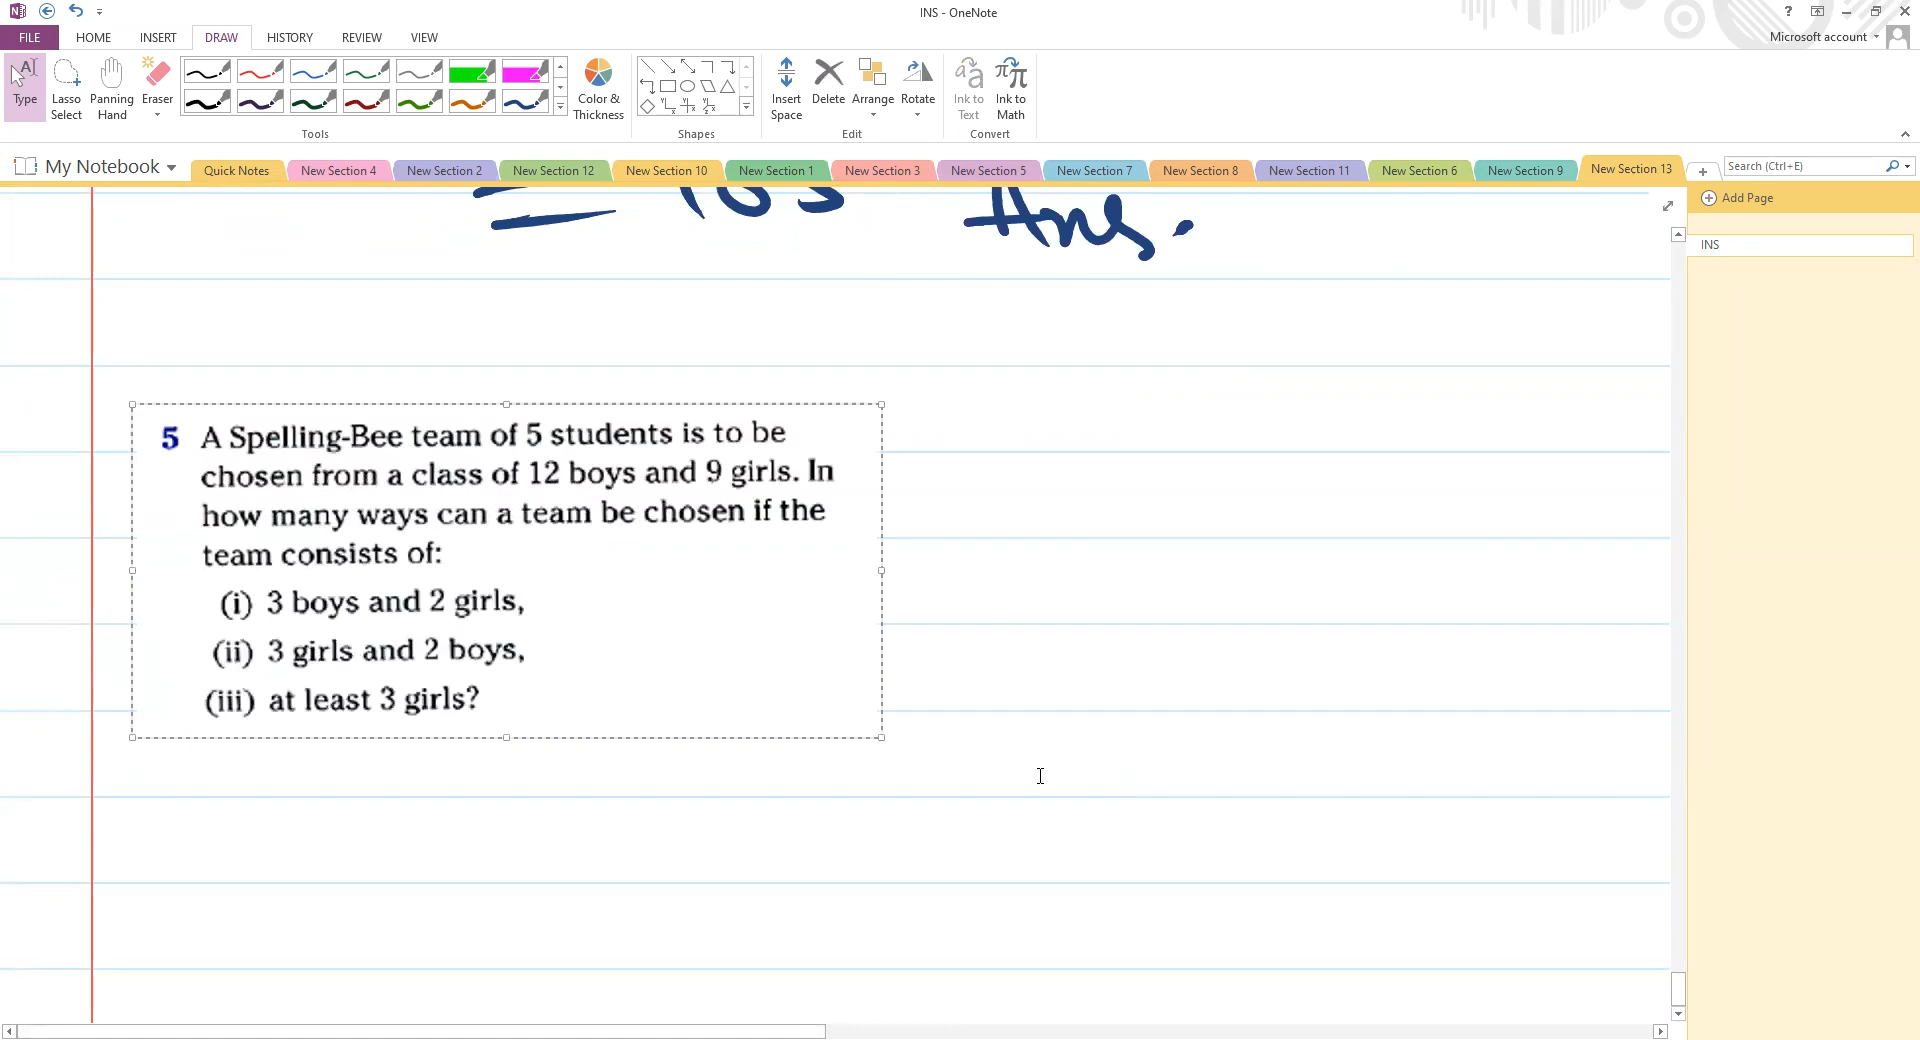 INS - OneNote
?
FILE HOME INSERT DRAW HISTORY REVIEW VIEW
Microsoft account
Type Lasso Select Panning Hand Eraser
Color & Thickness
Insert Space Delete Arrange Rotate
Ink to Text Ink to Math
Tools Shapes Edit Convert
My Notebook Quick Notes New Section 4 New Section 2 New Section 12 New Section 10 New Section 1 New Section 3 New Section 5 New Section 7 New Section 8 New Section 11 New Section 6 New Section 9 New Section 13
Search (Ctrl+E)
Add Page
INS
Ans.
5 A Spelling-Bee team of 5 students is to be
chosen from a class of 12 boys and 9 girls. In
how many ways can a team be chosen if the
team consists of:
(i) 3 boys and 2 girls,
(ii) 3 girls and 2 boys,
(iii) at least 3 girls?